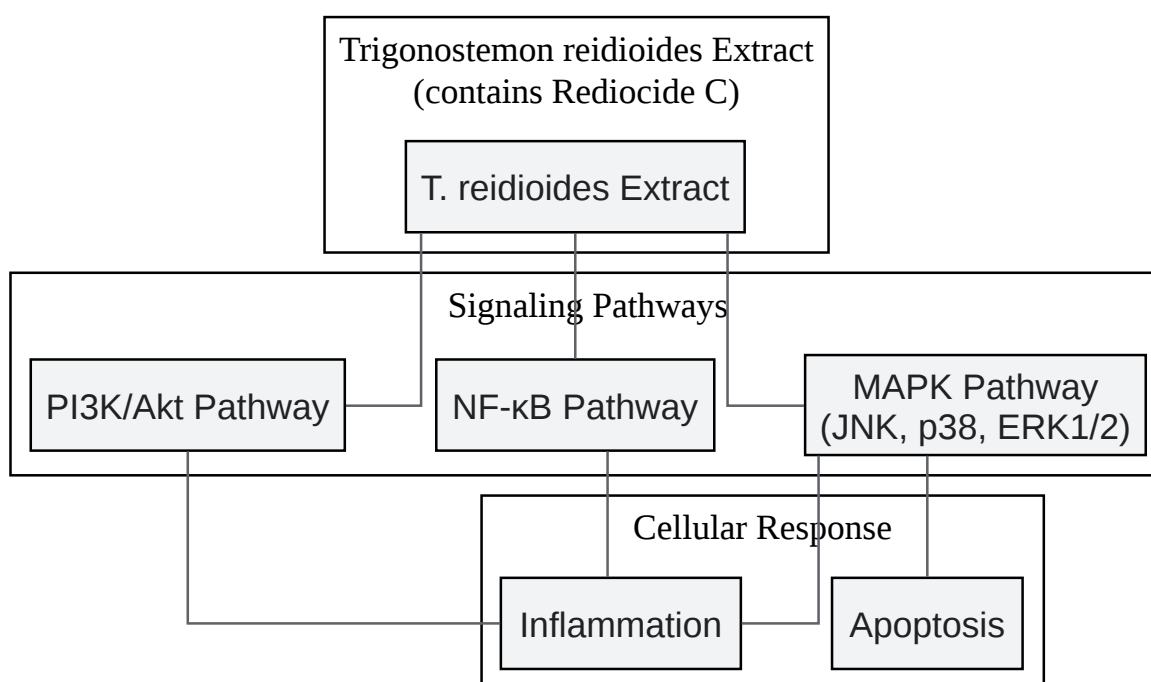 Trigonostemon reidioides Extract
(contains Rediocide C)
T. reidioides Extract
Signaling Pathways
PI3K/Akt Pathway
NF-κB Pathway
MAPK Pathway
(JNK, p38, ERK1/2)
Cellular Response
Inflammation
Apoptosis